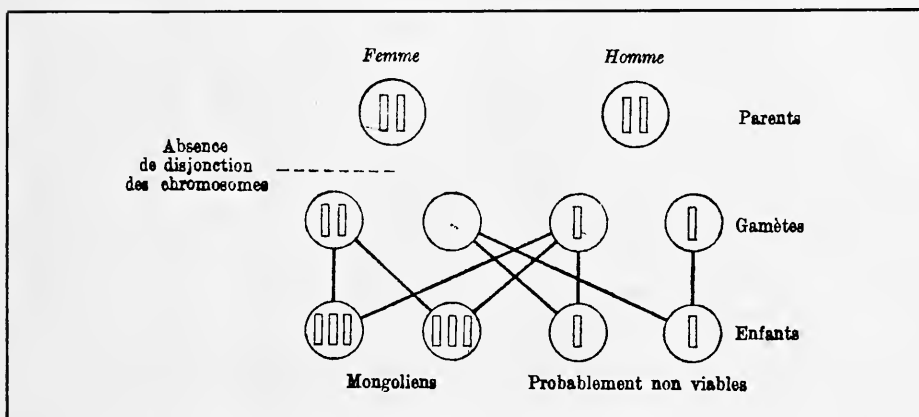 Femme Homme
Parents
Absence
de disjonction
des chromosomes
Gamètes
Enfants
Mongoliens Probablement non viables